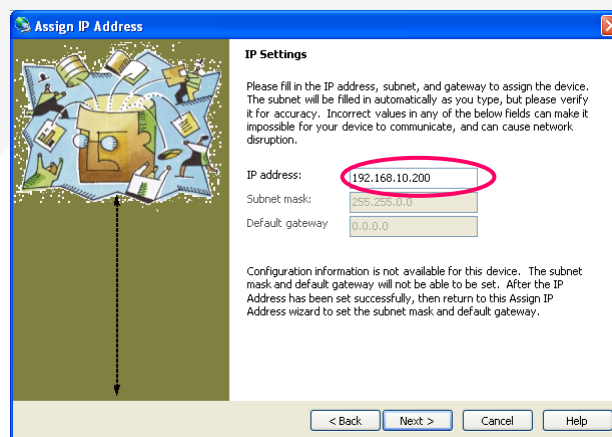 Assign IP Address
IP Settings
Please fill in the IP address, subnet, and gateway to assign the device.
The subnet will be filled in automatically as you type, but please verify
it for accuracy. Incorrect values in any of the below fields can make it
impossible for your device to communicate, and can cause network
disruption.
IP address: 192.168.10.200
Subnet mask: 255.255.0.0
Default gateway 0.0.0.0
Configuration information is not available for this device. The subnet
mask and default gateway will not be able to be set. After the IP
Address has been set successfully, then return to this Assign IP
Address wizard to set the subnet mask and default gateway.
< Back Next > Cancel Help